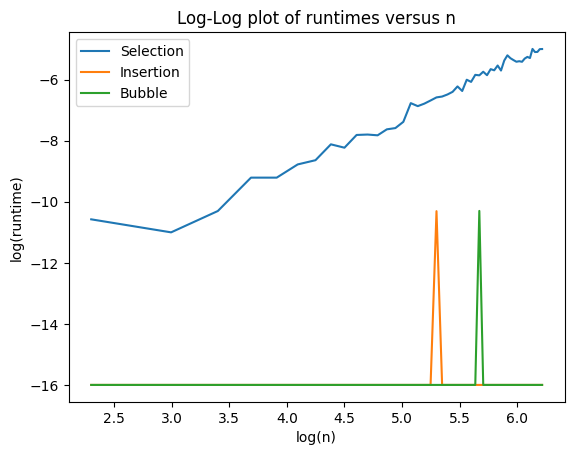 Log-Log plot of runtimes versus n
Selection
Insertion
Bubble
log(runtime)
−6
−8
−10
−12
−14
−16
2.5 3.0 3.5 4.0 4.5 5.0 5.5 6.0
log(n)